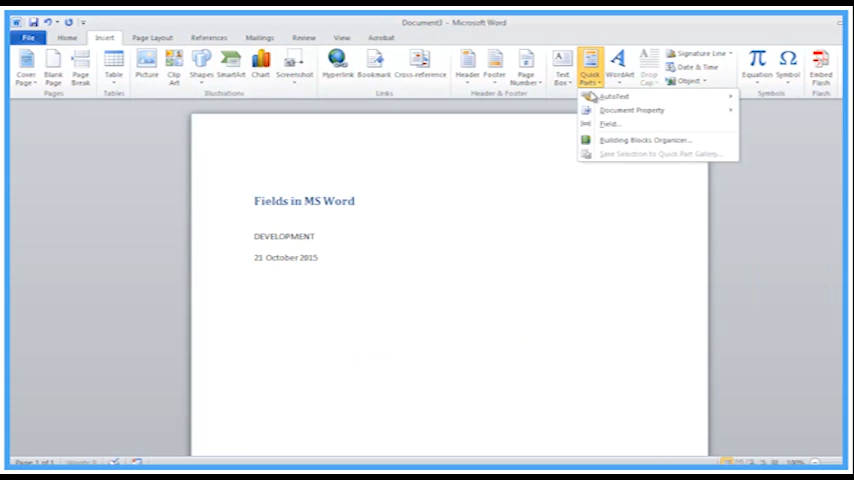 Document3 - Microsoft Word
File Home Insert Page Layout References Mailings Review View Acrobat
Cover Page Blank Page Page Break Table Picture Clip Art Shapes SmartArt Chart Screenshot Hyperlink Bookmark Cross-reference Header Footer Page Number Text Box Quick Parts WordArt Drop Cap Signature Line Date & Time Object Equation Symbol Embed Flash
Pages Tables Illustrations Links Header & Footer Symbols Flash
AutoText
Document Property
Field...
Building Blocks Organizer...
Save Selection to Quick Part Gallery...
Fields in MS Word
DEVELOPMENT
21 October 2015
Page: 1 of 1 100%